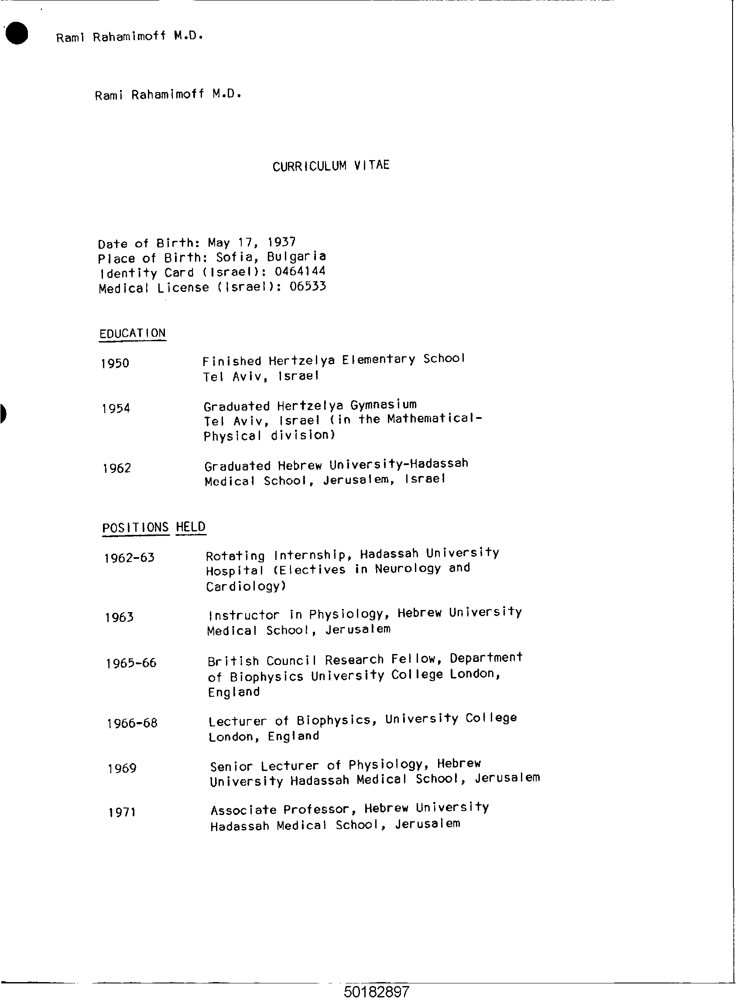 Rami Rahamimoff M.D.
Rami Rahamimoff M.D.
CURRICULUM VITAE
Date of Birth: May 17, 1937
Place of Birth: Sofia, Bulgaria
Identity Card (Israel): 0464144
Medical License (Israel): 06533
EDUCATION
1950 Finished Hertzelya Elementary School
Tel Aviv, Israel
1954 Graduated Hertzelya Gymnasium
Tel Aviv, Israel (in the Mathematical-
Physical division)
1962 Graduated Hebrew University-Hadassah
Medical School, Jerusalem, Israel
POSITIONS HELD
1962-63 Rotating Internship, Hadassah University
Hospital (Electives in Neurology and
Cardiology)
1963 Instructor in Physiology, Hebrew University
Medical School, Jerusalem
1965-66 British Council Research Fellow, Department
of Biophysics University College London,
England
1966-68 Lecturer of Biophysics, University College
London, England
1969 Senior Lecturer of Physiology, Hebrew
University Hadassah Medical School, Jerusalem
1971 Associate Professor, Hebrew University
Hadassah Medical School, Jerusalem
50182897